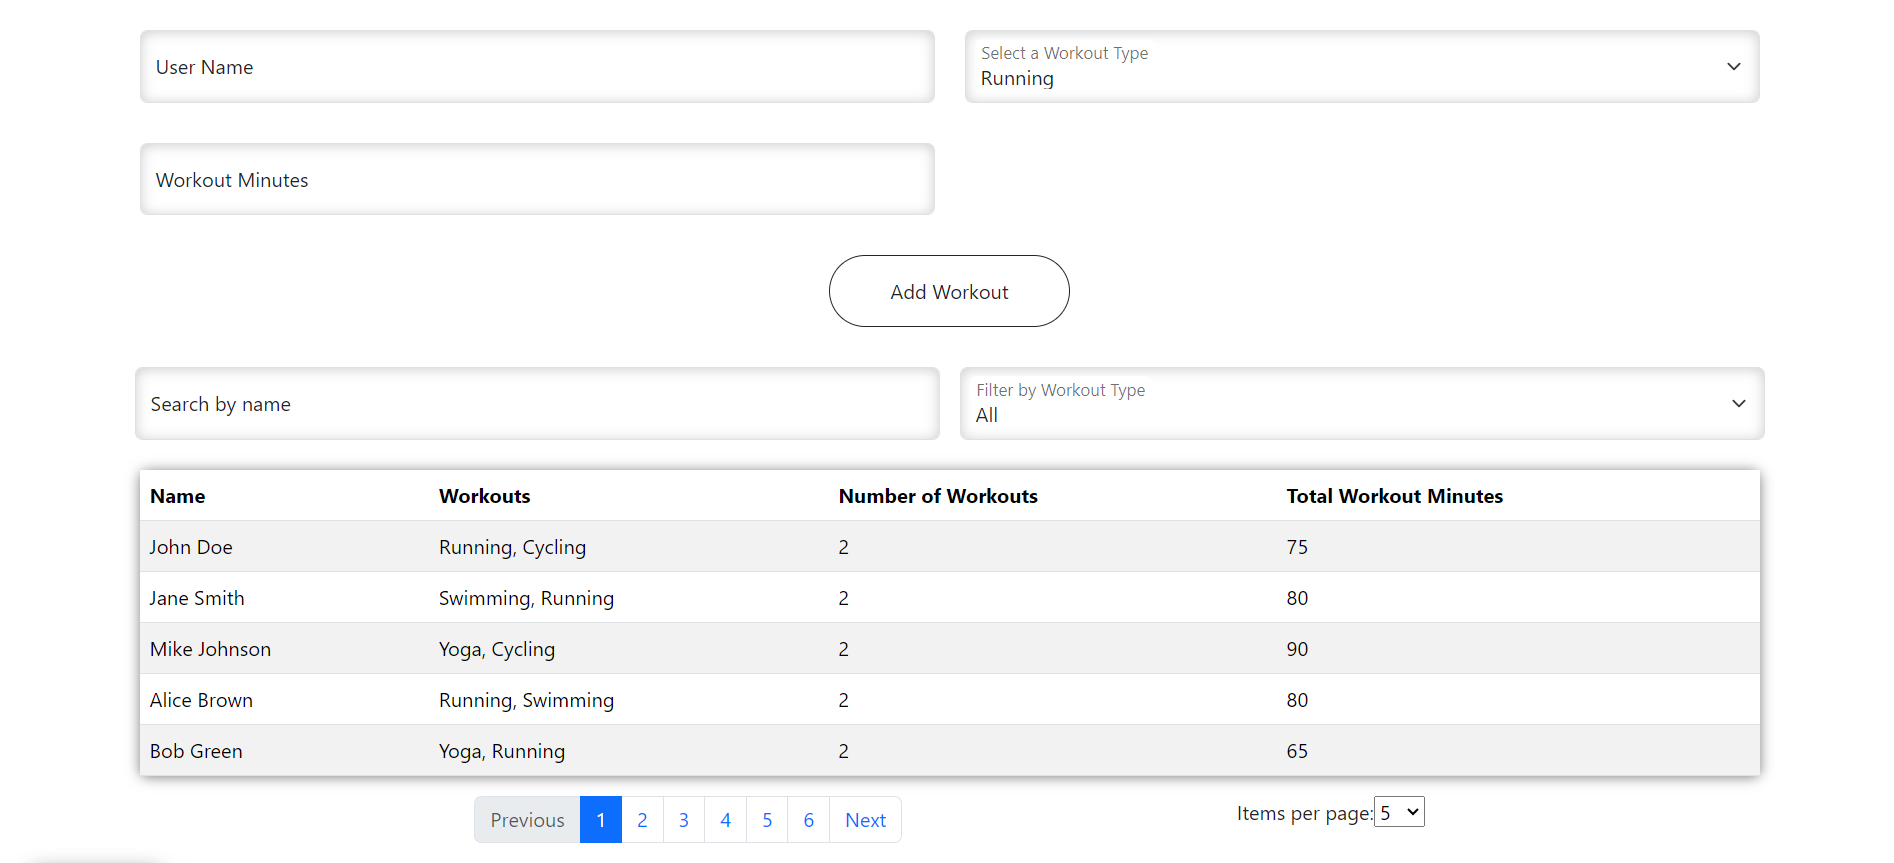 User Name
Select a Workout Type
Running
Workout Minutes
Add Workout
Search by name
Filter by Workout Type
All
Name Workouts Number of Workouts Total Workout Minutes
John Doe Running, Cycling 2 75
Jane Smith Swimming, Running 2 80
Mike Johnson Yoga, Cycling 2 90
Alice Brown Running, Swimming 2 80
Bob Green Yoga, Running 2 65
Previous 1 2 3 4 5 6 Next
Items per page: 5